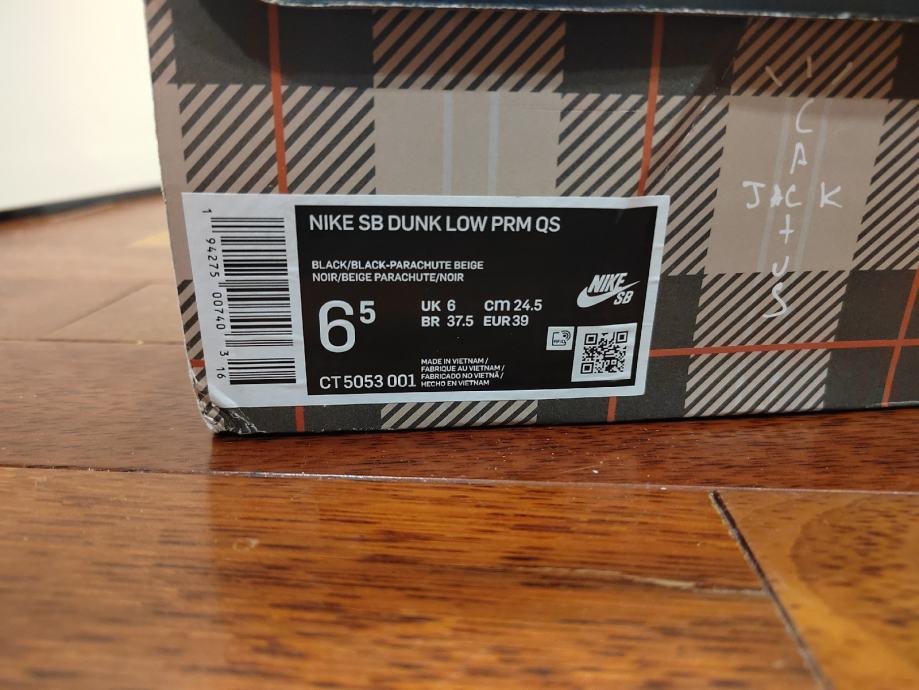 NIKE SB DUNK LOW PRM QS
BLACK/BLACK-PARACHUTE BEIGE
NOIR/BEIGE PARACHUTE/NOIR
6⁵
UK 6
BR 37.5
cm 24.5
EUR 39
NIKE
SB
RFID
CT5053 001
MADE IN VIETNAM /
FABRIQUE AU VIETNAM /
FABRICADO NO VIETNÃ /
HECHO EN VIETNAM
1 94275 00740 3 16
CACTUS
JACK